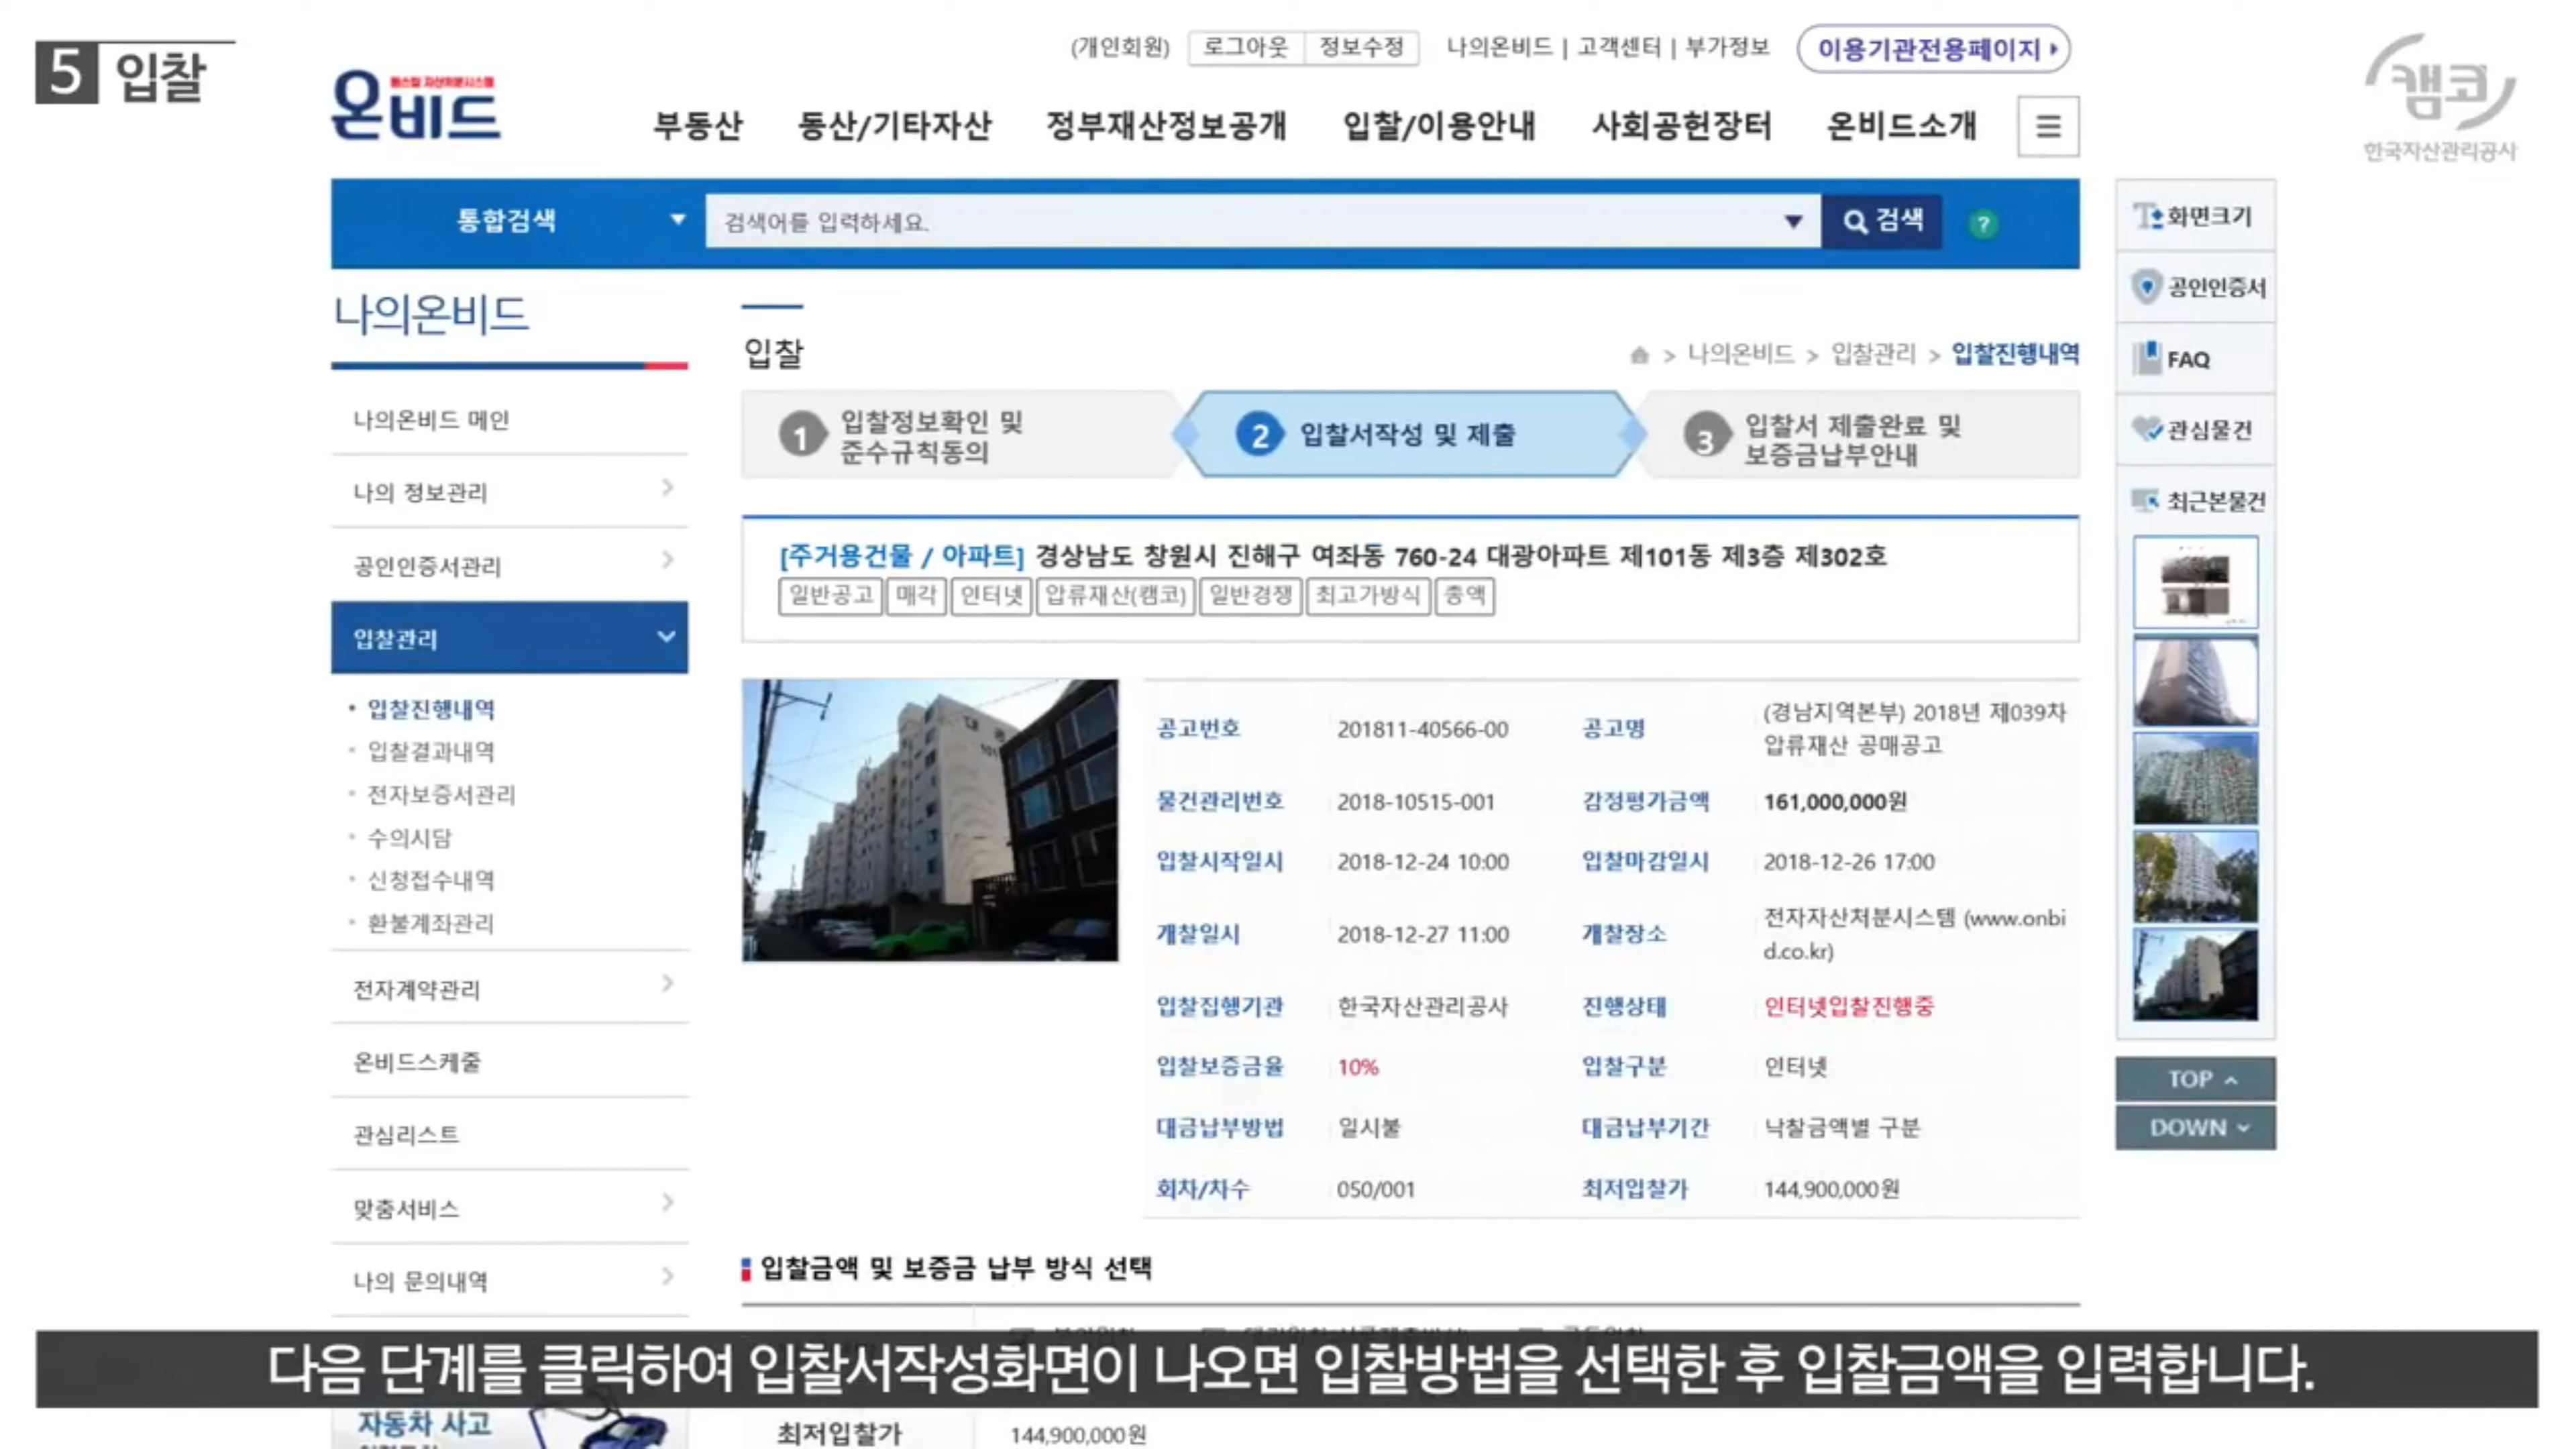 5 입찰
(개인회원) 로그아웃 정보수정 나의온비드 | 고객센터 | 부가정보 이용기관전용페이지
캠코
한국자산관리공사
온비드
부동산 동산/기타자산 정부재산정보공개 입찰/이용안내 사회공헌장터 온비드소개
통합검색 검색어를 입력하세요. 검색 ?
나의온비드
나의온비드 메인
나의 정보관리
공인인증서관리
입찰관리
입찰진행내역
입찰결과내역
전자보증서관리
수의시담
신청접수내역
환불계좌관리
전자계약관리
온비드스케줄
관심리스트
맞춤서비스
나의 문의내역
자동차 사고
입찰
> 나의온비드 > 입찰관리 > 입찰진행내역
1 입찰정보확인 및
준수규칙동의
2 입찰서작성 및 제출
3 입찰서 제출완료 및
보증금납부안내
[주거용건물 / 아파트] 경상남도 창원시 진해구 여좌동 760-24 대광아파트 제101동 제3층 제302호
일반공고 매각 인터넷 압류재산(캠코) 일반경쟁 최고가방식 총액
공고번호 201811-40566-00 공고명 (경남지역본부) 2018년 제039차
압류재산 공매공고
물건관리번호 2018-10515-001 감정평가금액 161,000,000원
입찰시작일시 2018-12-24 10:00 입찰마감일시 2018-12-26 17:00
개찰일시 2018-12-27 11:00 개찰장소 전자자산처분시스템 (www.onbi
d.co.kr)
입찰집행기관 한국자산관리공사 진행상태 인터넷입찰진행중
입찰보증금율 10% 입찰구분 인터넷
대금납부방법 일시불 대금납부기간 낙찰금액별 구분
회차/차수 050/001 최저입찰가 144,900,000원
입찰금액 및 보증금 납부 방식 선택
최저입찰가 144,900,000원
화면크기
공인인증서
FAQ
관심물건
최근본물건
TOP
DOWN
다음 단계를 클릭하여 입찰서작성화면이 나오면 입찰방법을 선택한 후 입찰금액을 입력합니다.